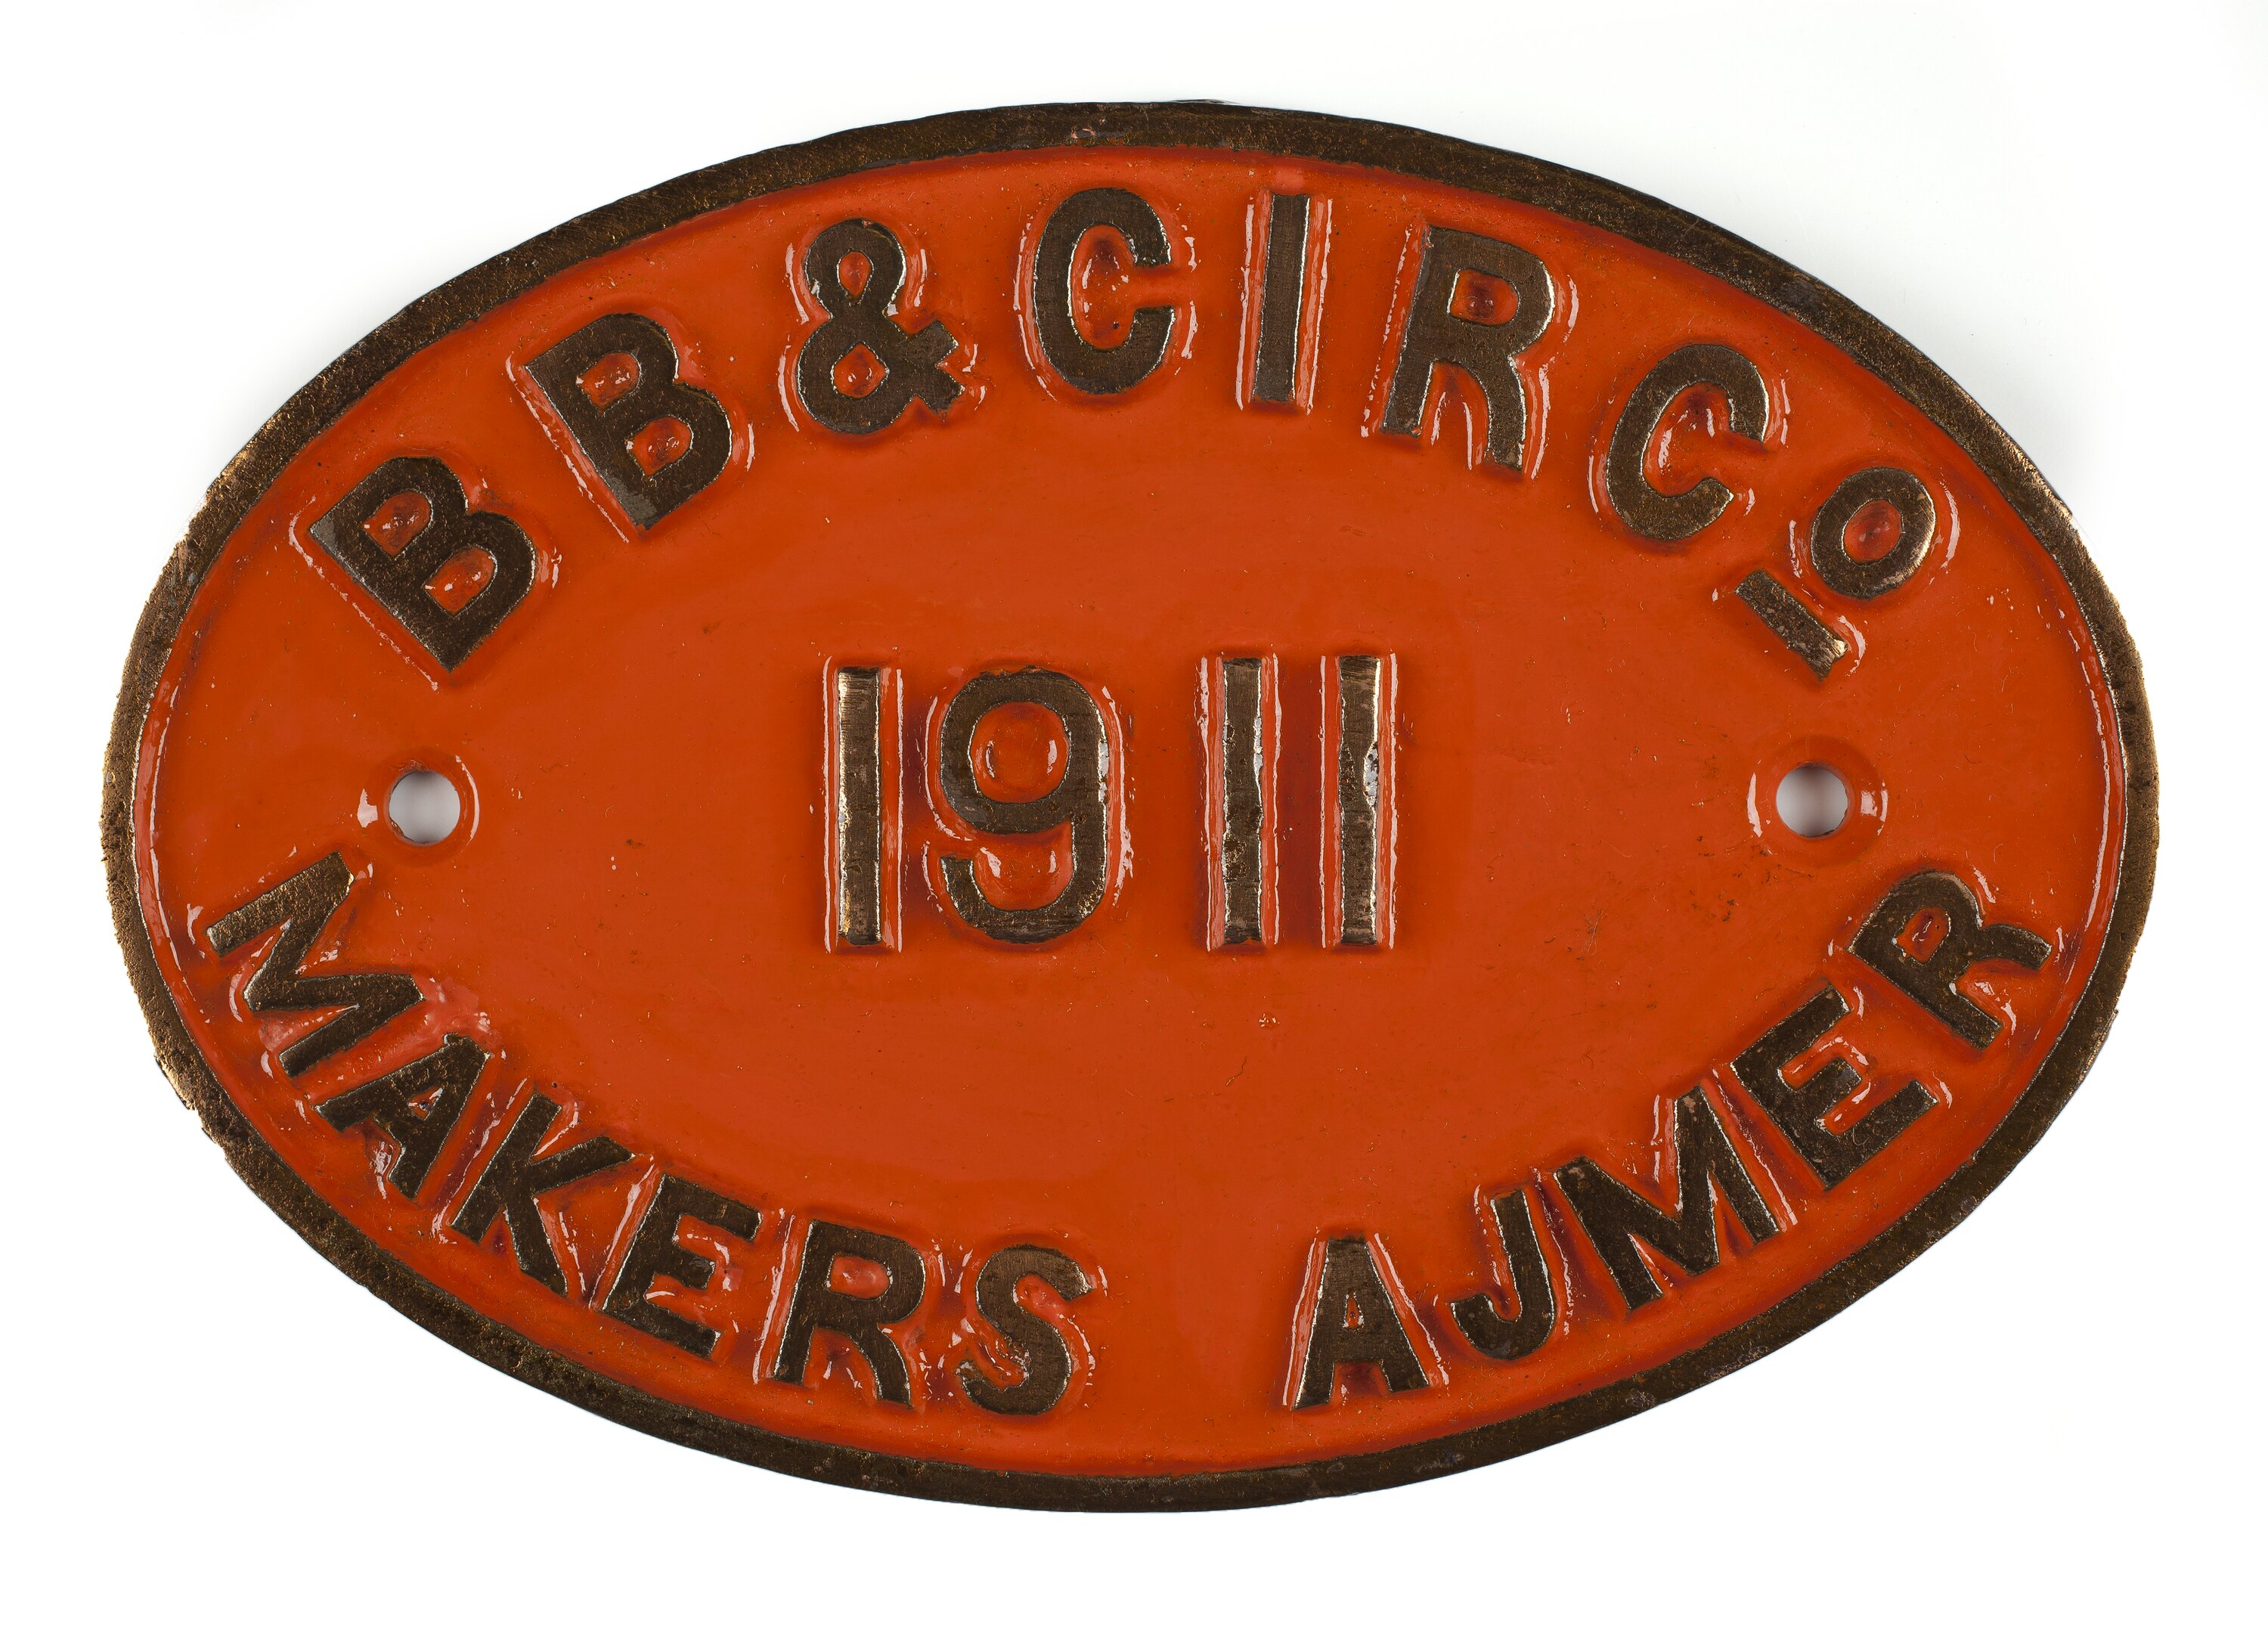 B B & C I R Co
1911
MAKERS AJMER